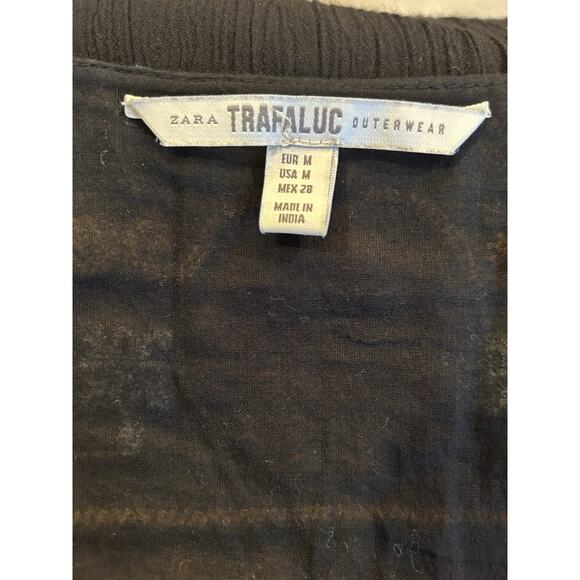 ZARA TRAFALUC OUTERWEAR
EUR M
USA M
MEX 28
MADE IN
INDIA